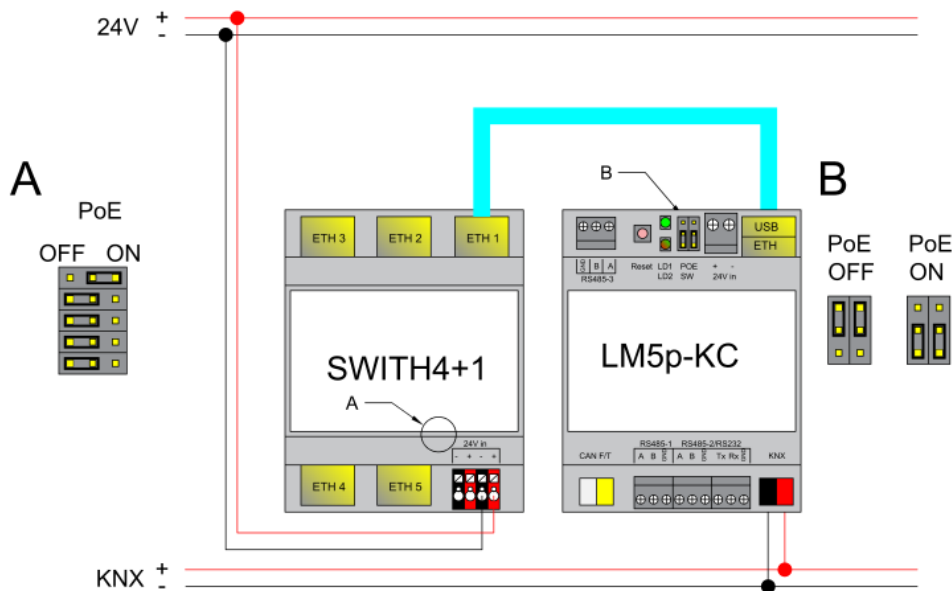 24V + -
A
PoE
OFF ON
B
B
PoE OFF
PoE ON
ETH 3
ETH 2
ETH 1
USB
ETH
GND B A
RS485-3
Reset
LD1
LD2
POE
SW
+ -
24V in
SWITH4+1
A
24V in
- + - +
ETH 4
ETH 5
LM5p-KC
CAN F/T
RS485-1
RS485-2/RS232
A B GND A B GND Tx Rx GND
KNX
KNX + -